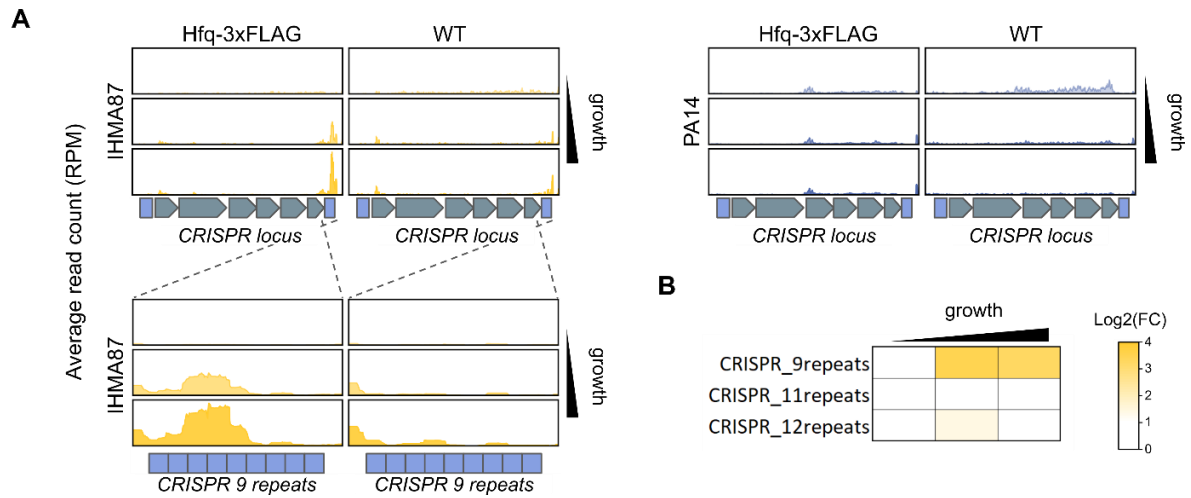 A
Hfq-3xFLAG WT
IHMA87
growth
Average read count (RPM)
CRISPR locus CRISPR locus
IHMA87
growth
CRISPR 9 repeats CRISPR 9 repeats
Hfq-3xFLAG WT
PA14
growth
CRISPR locus CRISPR locus
B
growth
Log2(FC)
CRISPR_9repeats
CRISPR_11repeats
CRISPR_12repeats
4
3
2
1
0